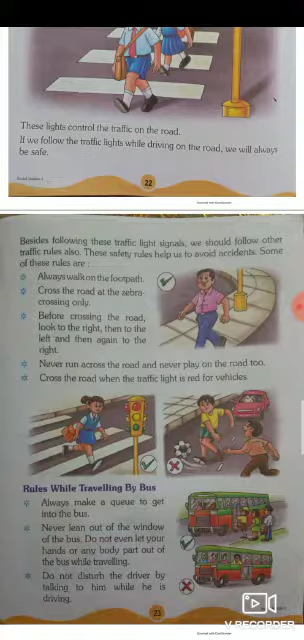 These lights control the traffic on the road.
If we follow the traffic lights while driving on the road, we will always
be safe.
22
Besides following these traffic light signals, we should follow other
traffic rules also. These safety rules help us to avoid accidents. Some
of these rules are :
Always walk on the footpath.
Cross the road at the zebra-
crossing only.
Before crossing the road,
look to the right, then to the
left and then again to the
right.
Never run across the road and never play on the road too.
Cross the road when the traffic light is red for vehicles.
Rules While Travelling By Bus
Always make a queue to get
into the bus.
Never lean out of the window
of the bus. Do not even let your
hands or any body part out of
the bus while travelling.
Do not disturb the driver by
talking to him while he is
driving.
23
V RECORDER